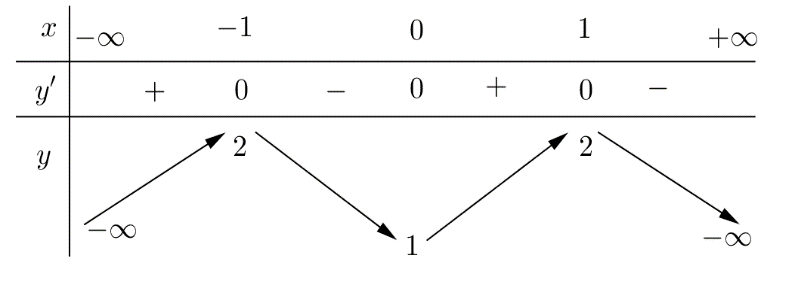 x −∞ −1 0 1 +∞
y′ + 0 − 0 + 0 −
y −∞ 2 1 2 −∞